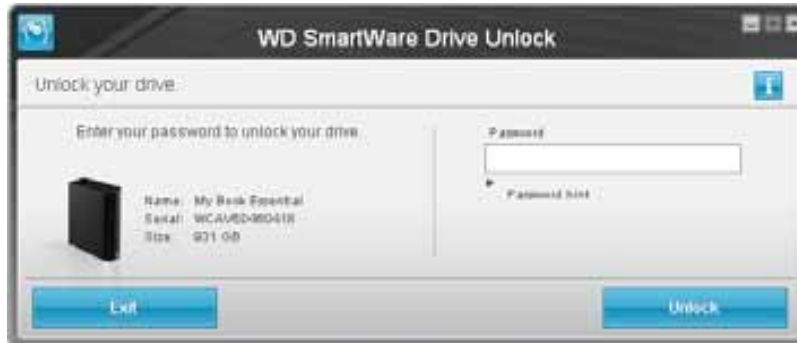 WD SmartWare Drive Unlock
Unlock your drive
Enter your password to unlock your drive
Name: My Book Essential
Serial:
Size: 931 GB
Password
Password hint
Exit
Unlock